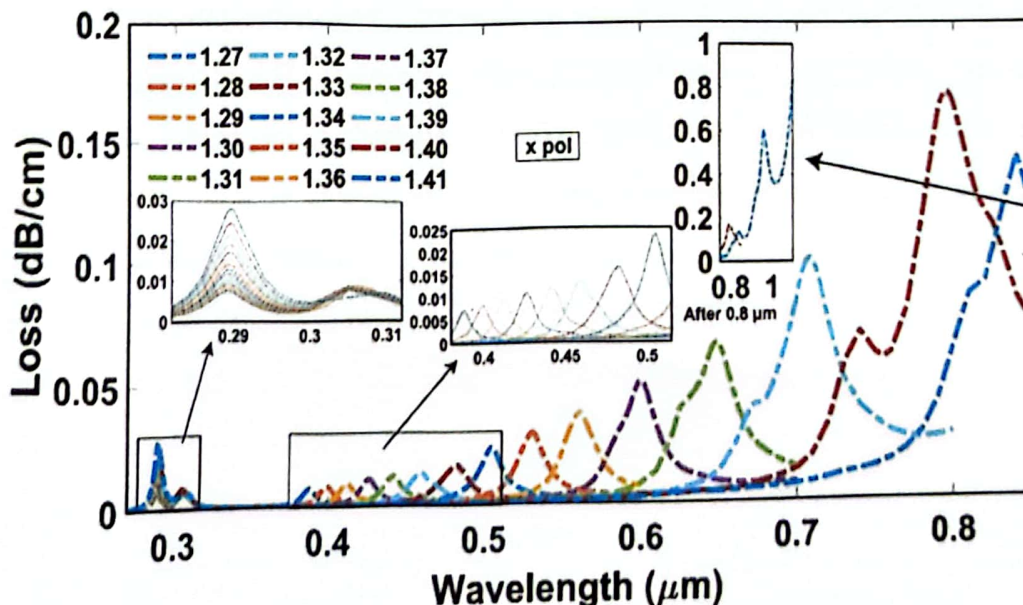 0.2
0.15
0.1
0.05
0
Loss (dB/cm)
1.27 1.32 1.37
1.28 1.33 1.38
1.29 1.34 1.39
1.30 1.35 1.40
1.31 1.36 1.41
x pol
0.03
0.02
0.01
0
0.29 0.3 0.31
0.025
0.02
0.015
0.01
0.005
0.4 0.45 0.5
1
0.8
0.6
0.4
0.2
0
0.8 1
After 0.8 μm
0.3 0.4 0.5 0.6 0.7 0.8
Wavelength (μm)